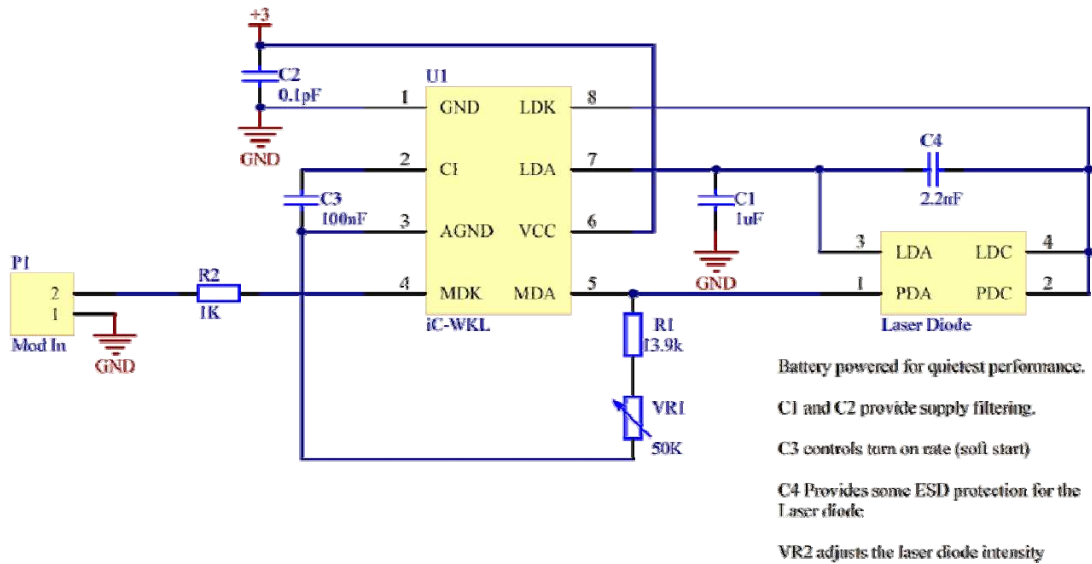 +3
C2
0.1pF
GND
U1
1 GND LDK 8
2 CI LDA 7
3 AGND VCC 6
4 MDK MDA 5
iC-WKL
C3
100nF
C4
2.2nF
C1
1uF
GND
3 LDA LDC 4
1 PDA PDC 2
Laser Diode
P1
2
1
Mod In
GND
R2
1K
R1
13.9k
VR1
50K
Battery powered for quietest performance.
C1 and C2 provide supply filtering.
C3 controls turn on rate (soft start)
C4 Provides some ESD protection for the
Laser diode
VR2 adjusts the laser diode intensity